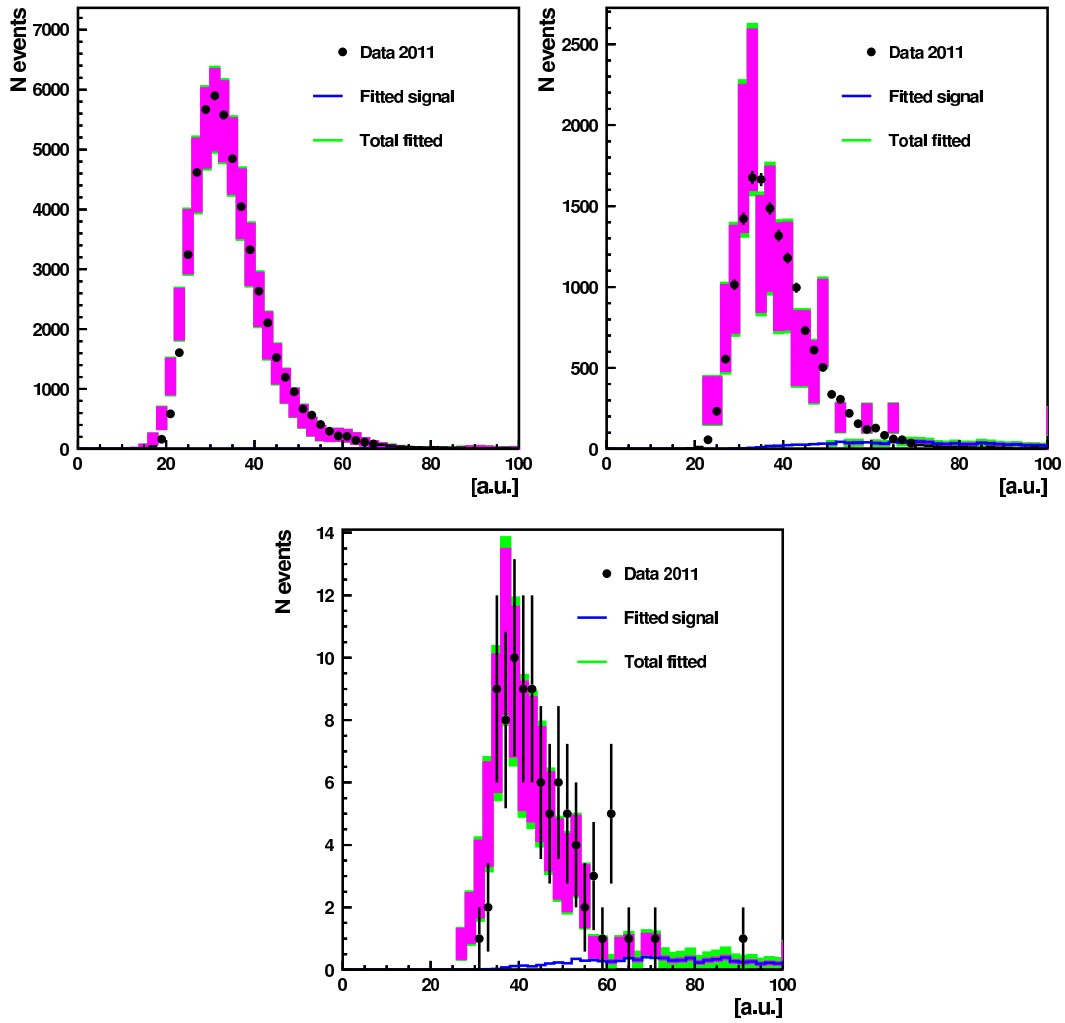 N events
7000
6000
5000
4000
3000
2000
1000
0
0 20 40 60 80 100
[a.u.]
Data 2011
Fitted signal
Total fitted
N events
2500
2000
1500
1000
500
0
0 20 40 60 80 100
[a.u.]
Data 2011
Fitted signal
Total fitted
N events
14
12
10
8
6
4
2
0
0 20 40 60 80 100
[a.u.]
Data 2011
Fitted signal
Total fitted